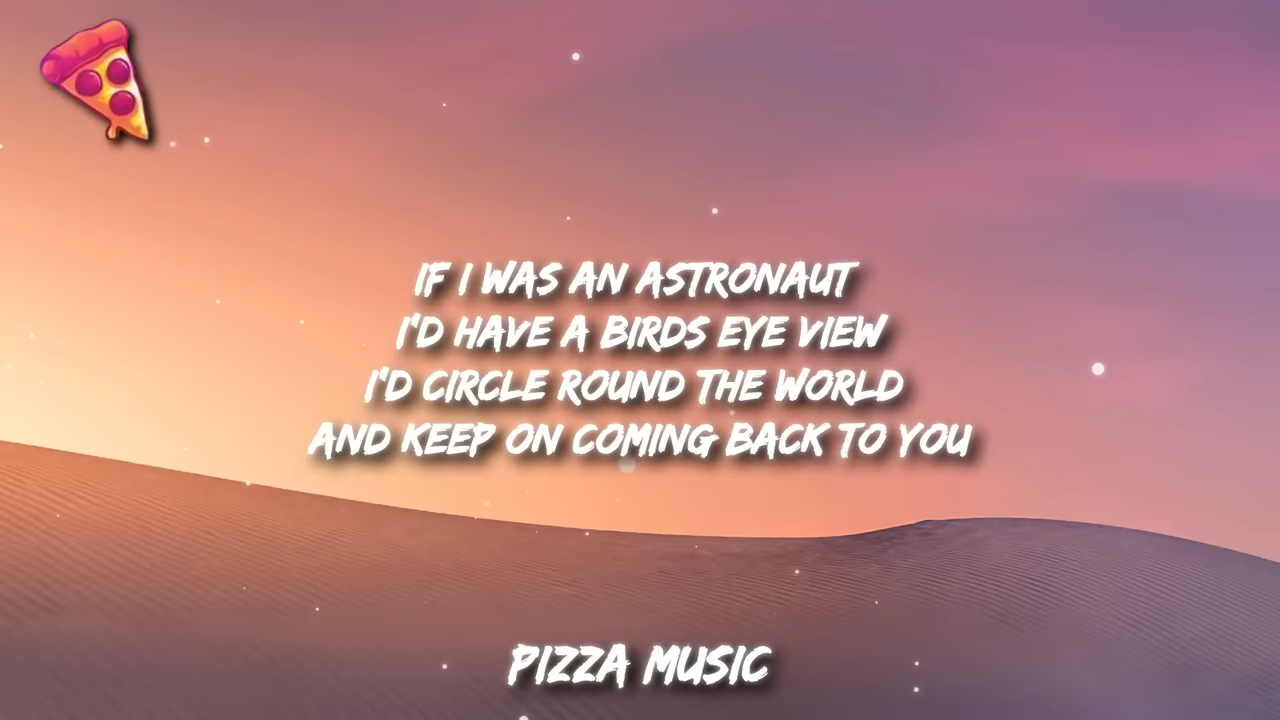 IF I WAS AN ASTRONAUT
I'D HAVE A BIRDS EYE VIEW
I'D CIRCLE ROUND THE WORLD
AND KEEP ON COMING BACK TO YOU
PIZZA MUSIC